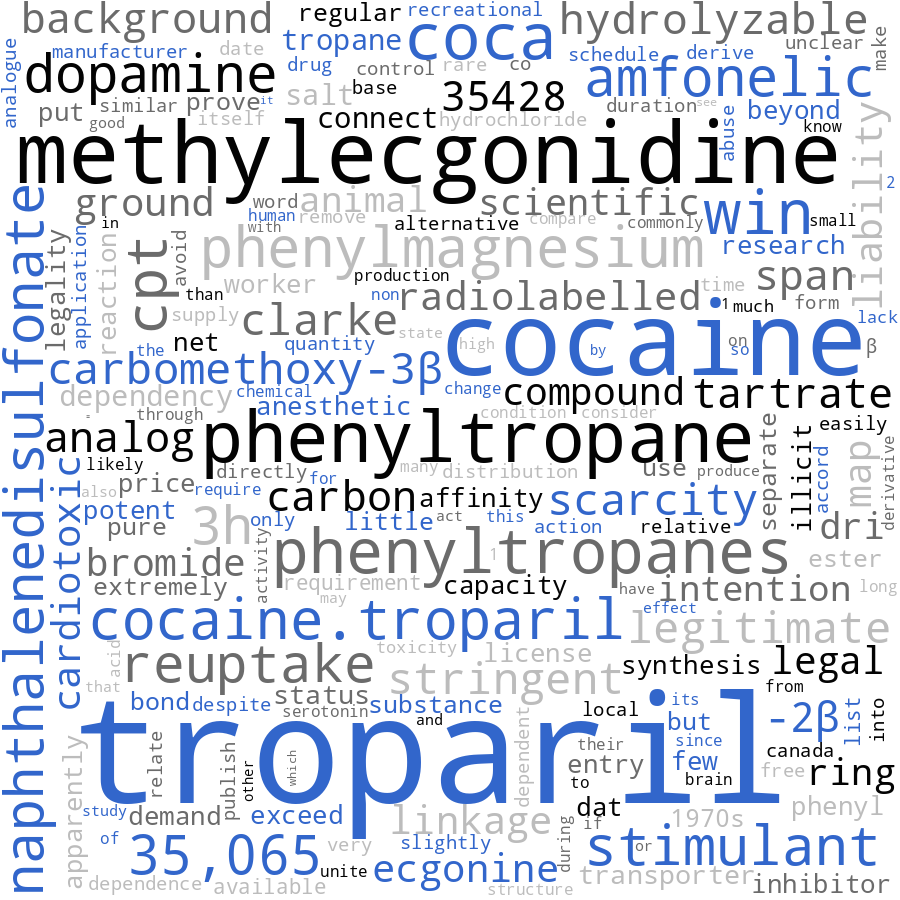 background
regular
recreational
hydrolyzable
manufacturer
date
tropane
coca
schedule
derive
unclear
make
analogue
dopamine
drug
control
rare
co
base
amfonelic
put
similar
prove
it
salt
35428
duration
see
beyond
good
itself
connect
hydrochloride
abuse
know
methylecgonidine
liability
2
ground
word
animal
scientific
win
human
remove
alternative
compare
commonly
small
in
with
research
naphthalenedisulfonate
legality
application
reaction
cpt
avoid
phenylmagnesium
worker
production
time
span
than
non
radiolabelled
1
much
form
supply
clarke
state
cocaine
lack
the
net
quantity
high
by
on
so
β
carbomethoxy-3β
chemical
change
compound
tartrate
dependency
anesthetic
through
condition
consider
=
analog
phenyltropane
separate
illicit
easily
likely
directly
many
distribution
use
produce
map
accord
derivative
also
price
require
for
carbon
affinity
scarcity
cardiotoxic
potent
3h
only
little
act
this
action
relative
dri
pure
activity
bromide
phenyltropanes
1
ester
extremely
requirement
capacity
have
intention
long
may
effect
cocaine.troparil
legitimate
acid
reuptake
toxicity
license
synthesis
legal
that
stringent
from
bond
despite
status
substance
local
its
-2β
list
into
serotonin
and
troparil
but
since
canada
apparently
relate
publish
other
which
dependent
their
entry
few
brain
free
ring
to
study
demand
exceed
linkage
dat
1970s
phenyl
of
35,065
very
slightly
during
if
or
stimulant
dependence
available
unite
ecgonine
structure
transporter
inhibitor